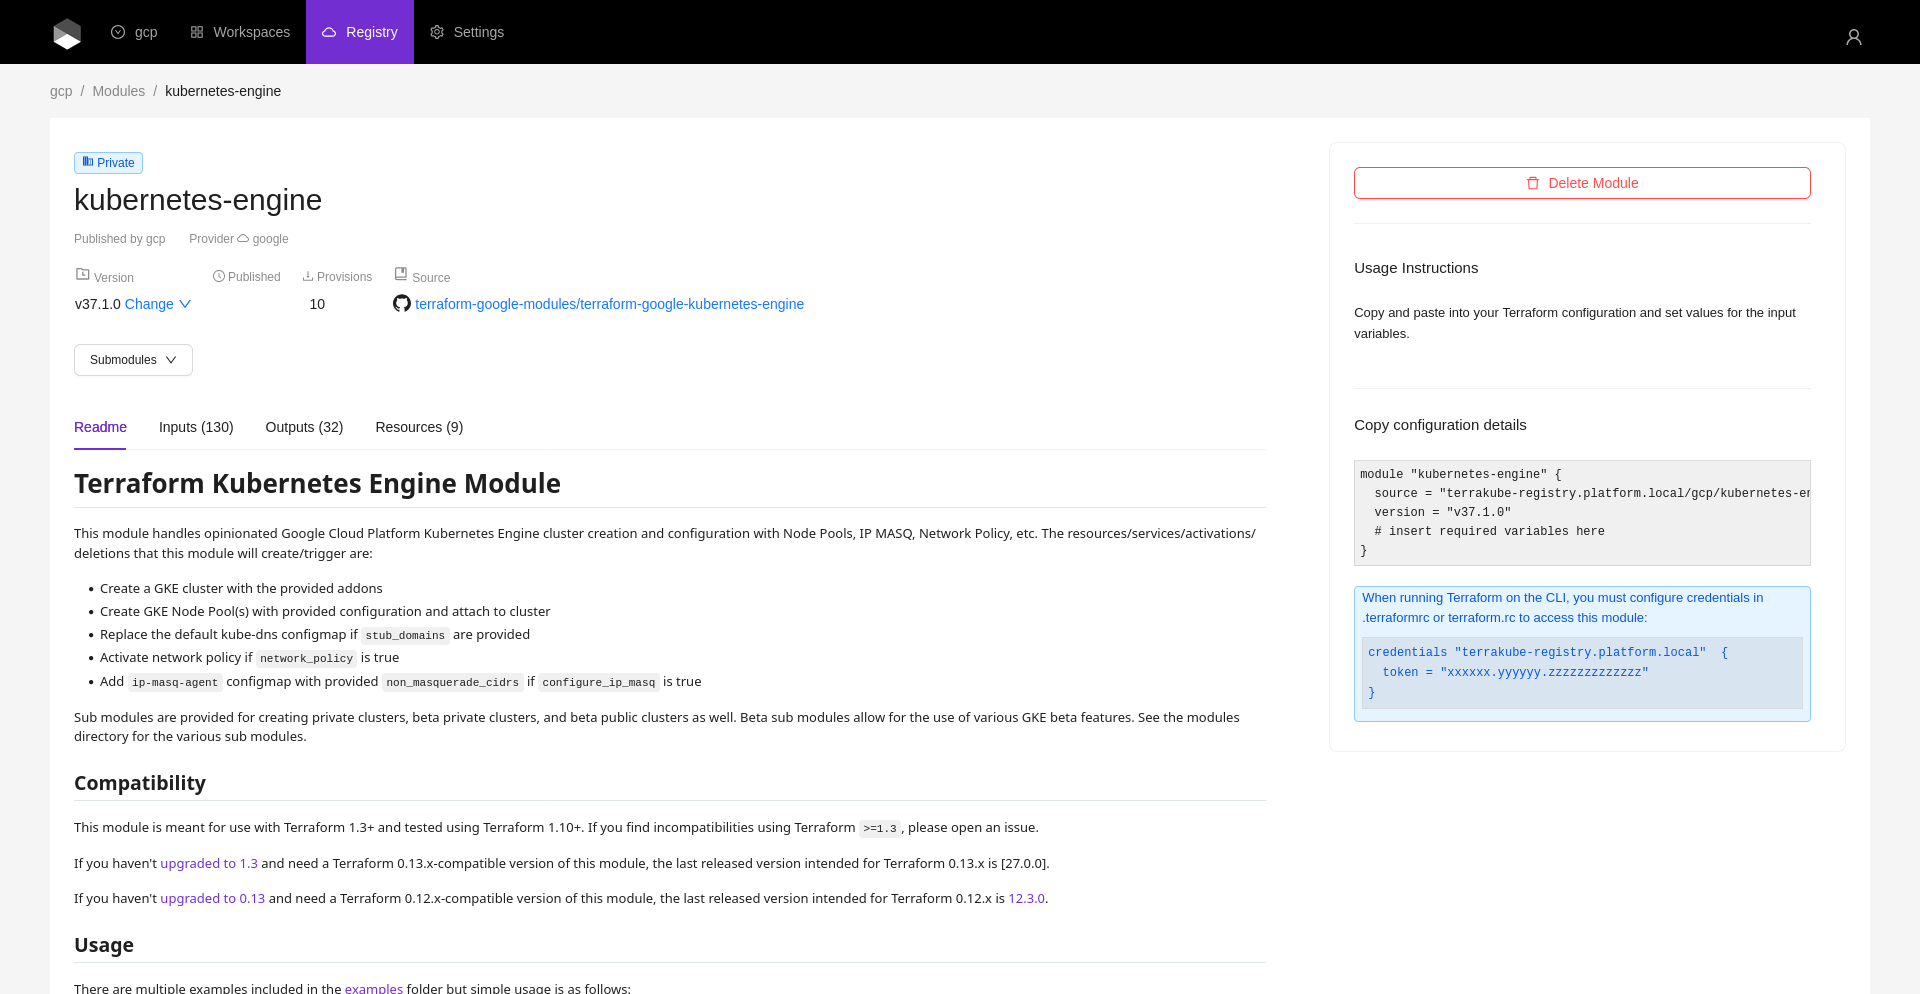 gcp
Workspaces
Registry
Settings
gcp / Modules / kubernetes-engine
Private
kubernetes-engine
Published by gcp
Provider google
Version
Published
Provisions
Source
v37.1.0 Change
10
terraform-google-modules/terraform-google-kubernetes-engine
Submodules
Readme
Inputs (130)
Outputs (32)
Resources (9)
Terraform Kubernetes Engine Module
This module handles opinionated Google Cloud Platform Kubernetes Engine cluster creation and configuration with Node Pools, IP MASQ, Network Policy, etc. The resources/services/activations/
deletions that this module will create/trigger are:
• Create a GKE cluster with the provided addons
• Create GKE Node Pool(s) with provided configuration and attach to cluster
• Replace the default kube-dns configmap if stub_domains are provided
• Activate network policy if network_policy is true
• Add ip-masq-agent configmap with provided non_masquerade_cidrs if configure_ip_masq is true
Sub modules are provided for creating private clusters, beta private clusters, and beta public clusters as well. Beta sub modules allow for the use of various GKE beta features. See the modules
directory for the various sub modules.
Compatibility
This module is meant for use with Terraform 1.3+ and tested using Terraform 1.10+. If you find incompatibilities using Terraform >=1.3, please open an issue.
If you haven't upgraded to 1.3 and need a Terraform 0.13.x-compatible version of this module, the last released version intended for Terraform 0.13.x is [27.0.0].
If you haven't upgraded to 0.13 and need a Terraform 0.12.x-compatible version of this module, the last released version intended for Terraform 0.12.x is 12.3.0.
Usage
There are multiple examples included in the examples folder but simple usage is as follows:
Delete Module
Usage Instructions
Copy and paste into your Terraform configuration and set values for the input
variables.
Copy configuration details
module "kubernetes-engine" {
  source = "terrakube-registry.platform.local/gcp/kubernetes-en
  version = "v37.1.0"
  # insert required variables here
}
When running Terraform on the CLI, you must configure credentials in
.terraformrc or terraform.rc to access this module:
credentials "terrakube-registry.platform.local"  {
  token = "xxxxxx.yyyyyy.zzzzzzzzzzzzz"
}